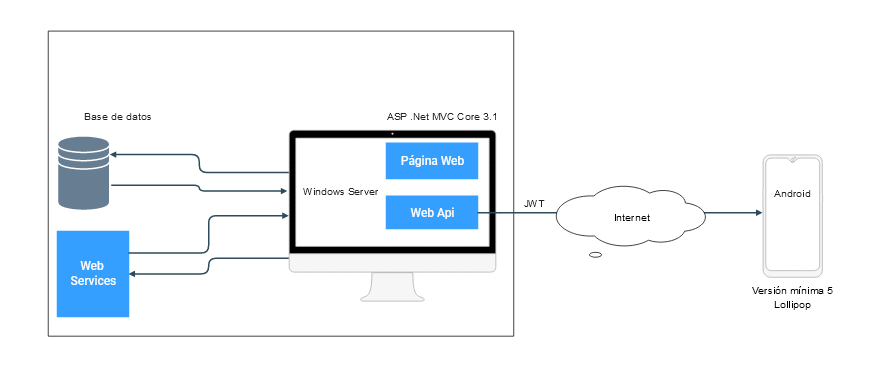 Base de datos
ASP .Net MVC Core 3.1
Página Web
Windows Server
Web Api
JWT
Internet
Android
Web
Services
Versión mínima 5
Lollipop